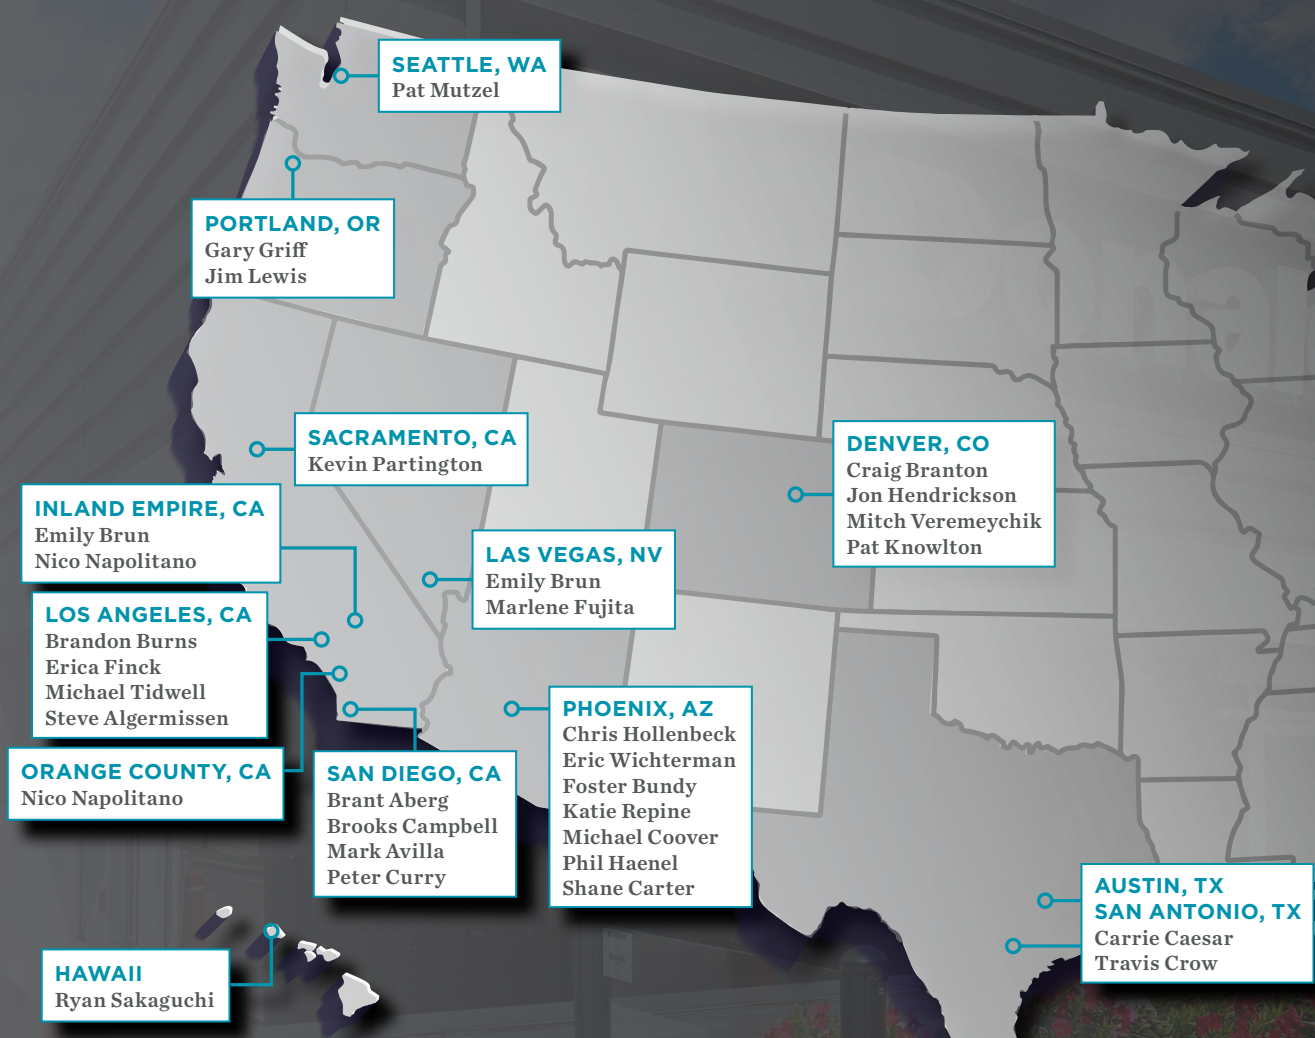 SEATTLE, WA
Pat Mutzel
PORTLAND, OR
Gary Griff
Jim Lewis
SACRAMENTO, CA
Kevin Partington
DENVER, CO
Craig Branton
Jon Hendrickson
Mitch Veremeychik
Pat Knowlton
INLAND EMPIRE, CA
Emily Brun
Nico Napolitano
LAS VEGAS, NV
Emily Brun
Marlene Fujita
LOS ANGELES, CA
Brandon Burns
Erica Finck
Michael Tidwell
Steve Algermissen
PHOENIX, AZ
Chris Hollenbeck
Eric Wichterman
Foster Bundy
Katie Repine
Michael Coover
Phil Haenel
Shane Carter
ORANGE COUNTY, CA
Nico Napolitano
SAN DIEGO, CA
Brant Aberg
Brooks Campbell
Mark Avilla
Peter Curry
AUSTIN, TX
SAN ANTONIO, TX
Carrie Caesar
Travis Crow
HAWAII
Ryan Sakaguchi